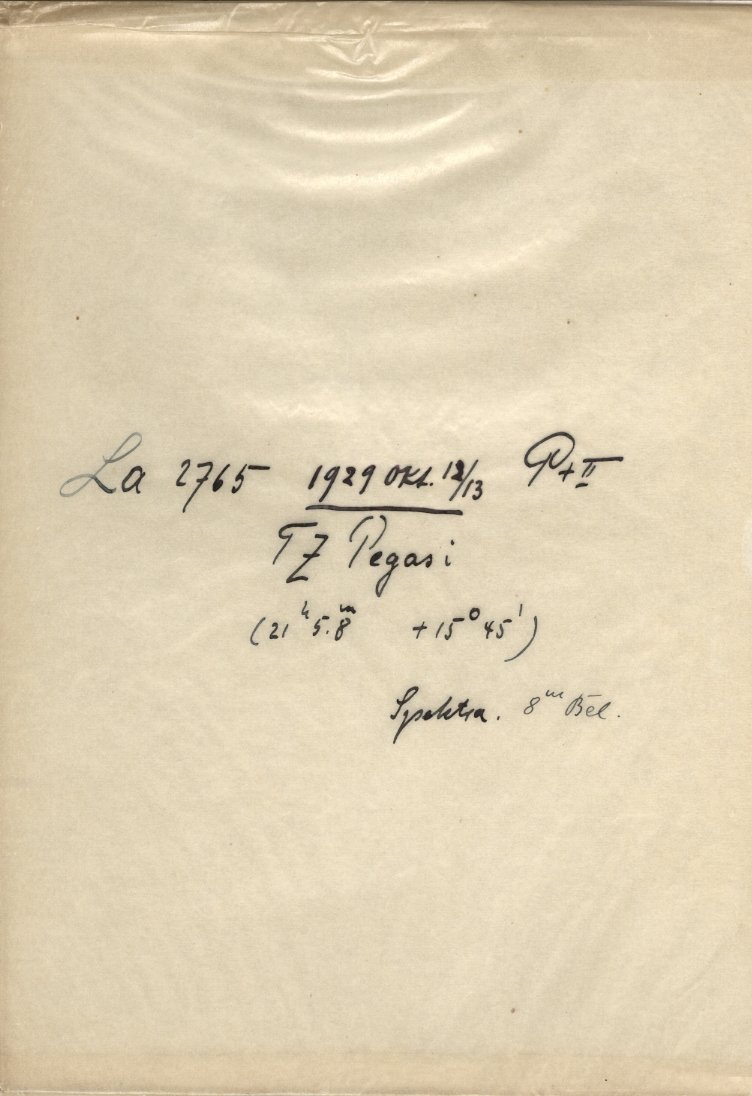 La 2765 1929 Okt. 12/13 P+II
TZ Pegasi
(21ʰ 5.8ᵐ +15° 45')
Spektra. 8ᵐ Bel.